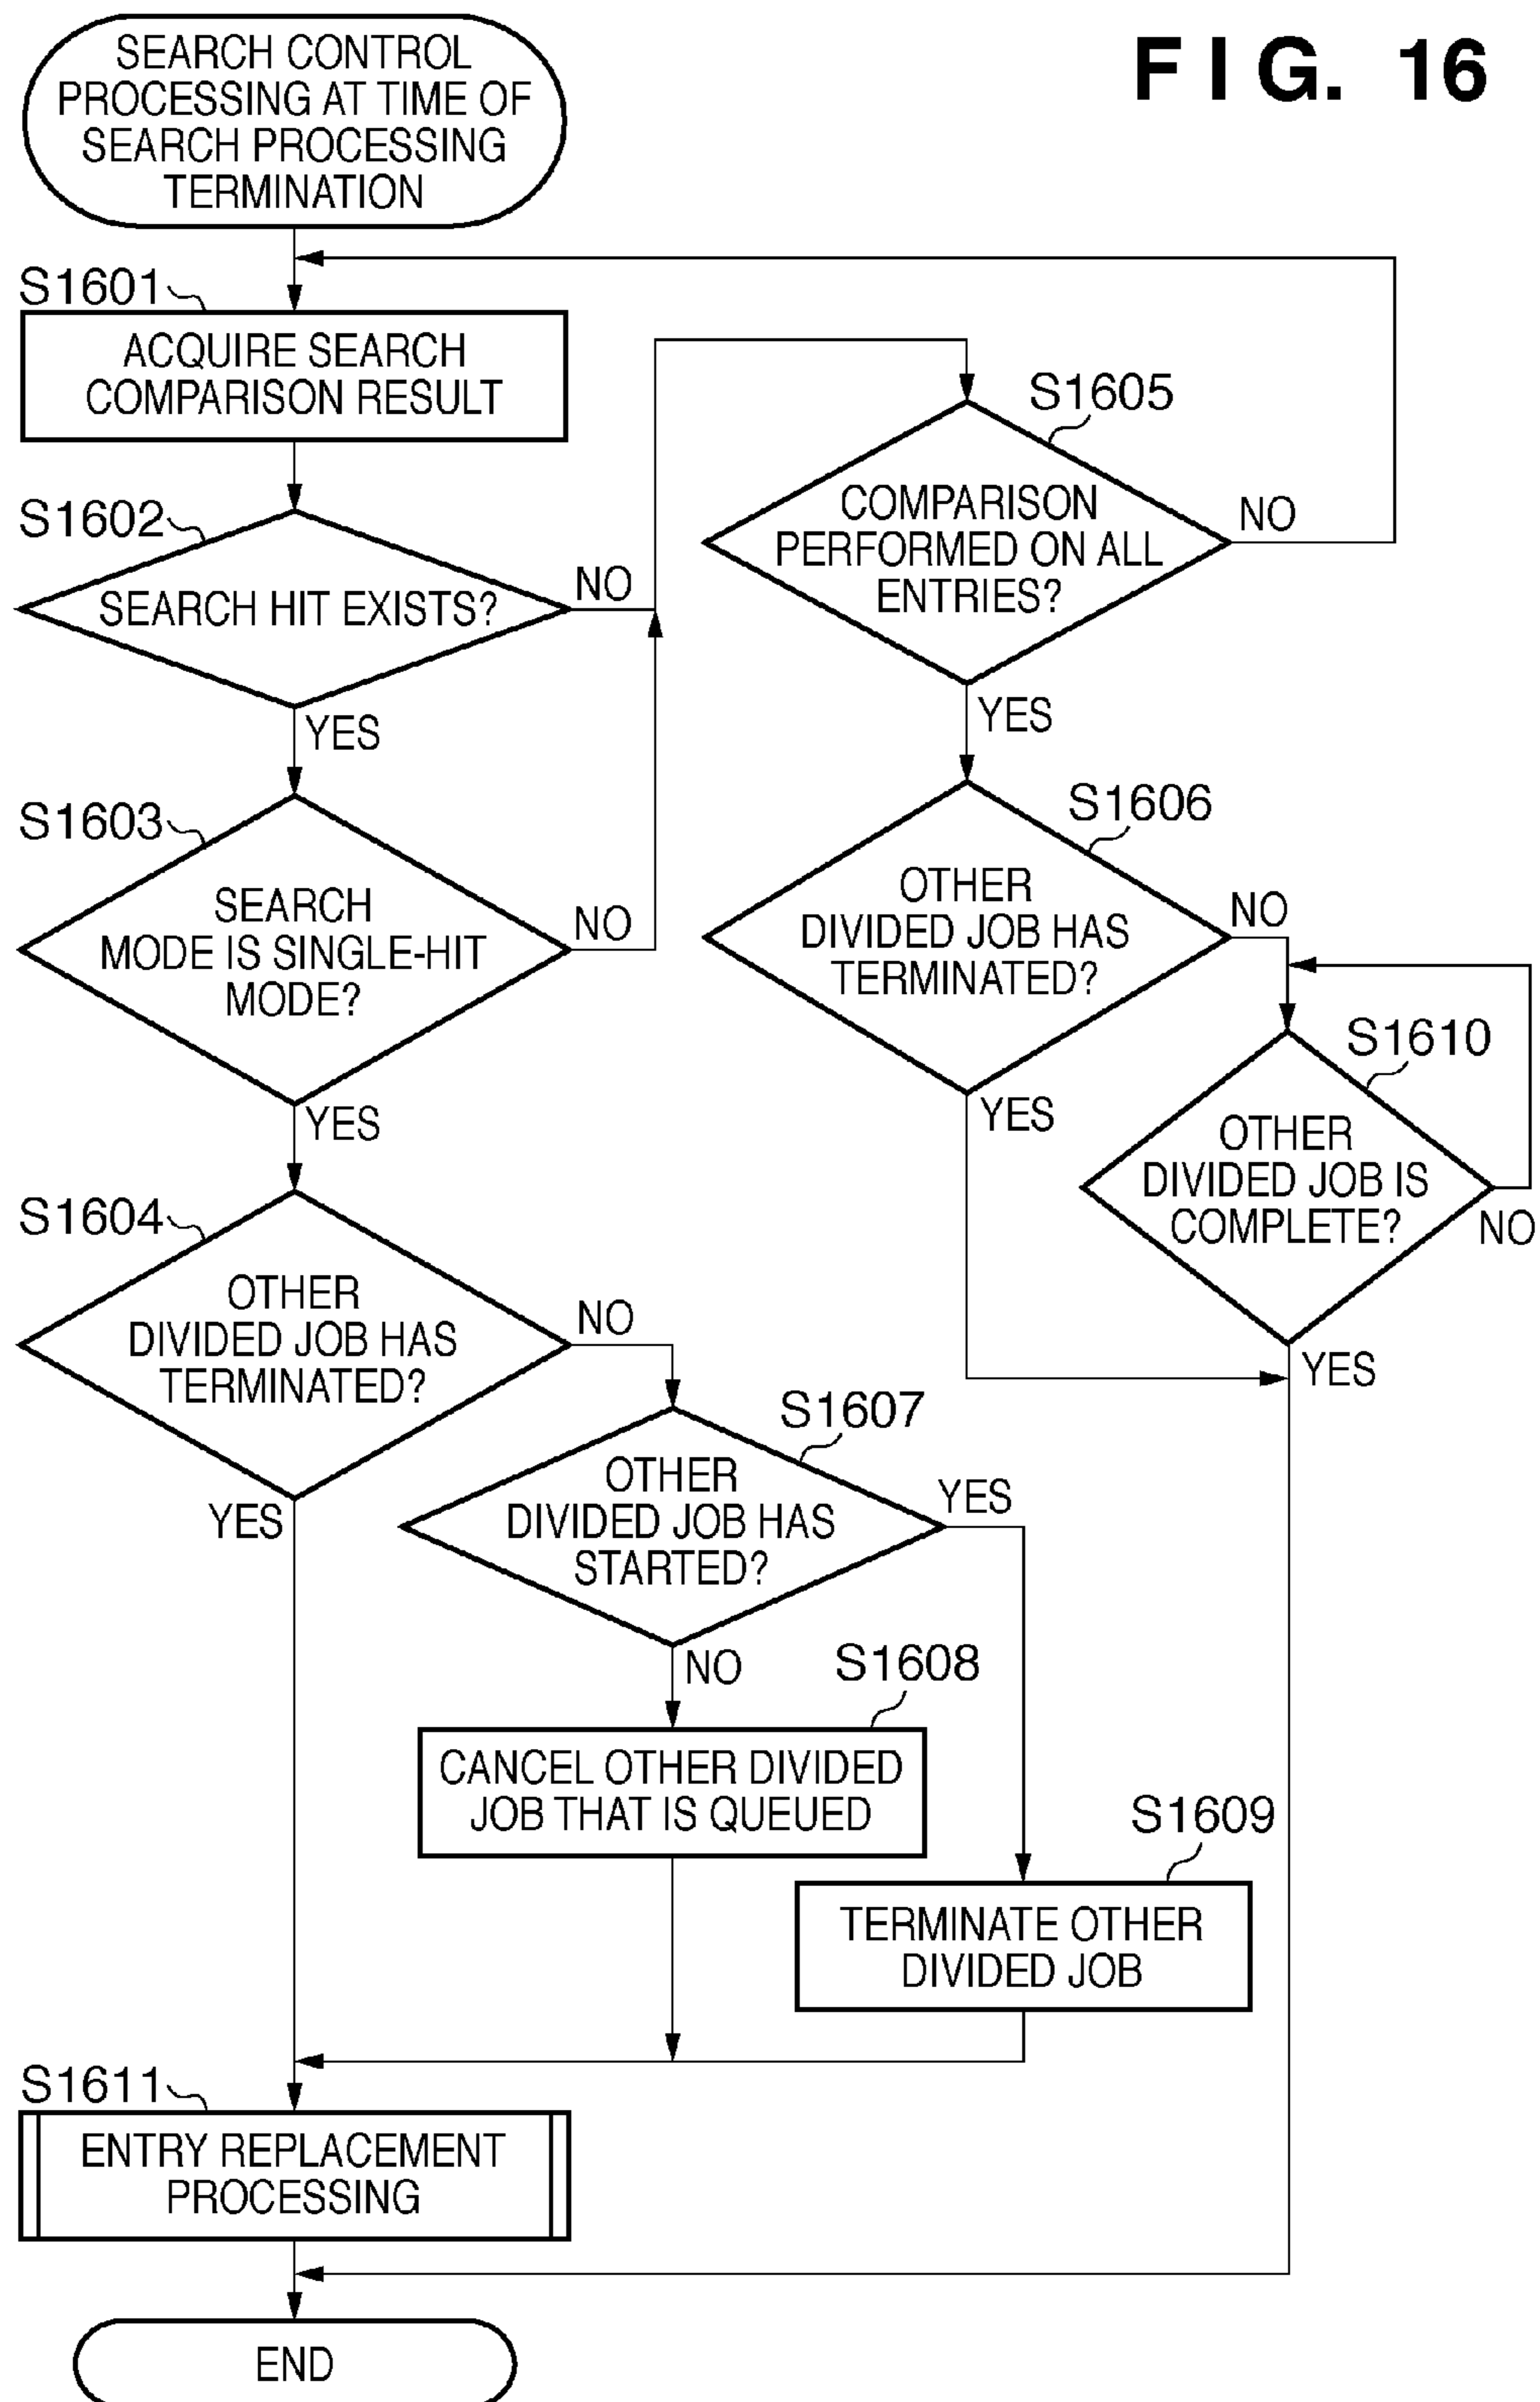 FIG. 16
SEARCH CONTROL
PROCESSING AT TIME OF
SEARCH PROCESSING
TERMINATION
S1601
ACQUIRE SEARCH
COMPARISON RESULT
S1602
SEARCH HIT EXISTS?
NO
YES
S1603
SEARCH
MODE IS SINGLE-HIT
MODE?
NO
YES
S1604
OTHER
DIVIDED JOB HAS
TERMINATED?
NO
YES
S1605
COMPARISON
PERFORMED ON ALL
ENTRIES?
NO
YES
S1606
OTHER
DIVIDED JOB HAS
TERMINATED?
NO
YES
S1610
OTHER
DIVIDED JOB IS
COMPLETE?
NO
YES
S1607
OTHER
DIVIDED JOB HAS
STARTED?
YES
NO
S1608
CANCEL OTHER DIVIDED
JOB THAT IS QUEUED
S1609
TERMINATE OTHER
DIVIDED JOB
S1611
ENTRY REPLACEMENT
PROCESSING
END